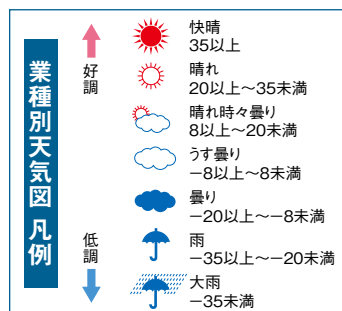 業種別天気図 凡例
好調
低調
快晴
35以上
晴れ
20以上～35未満
晴れ時々曇り
8以上～20未満
うす曇り
−8以上～8未満
曇り
−20以上～−8未満
雨
−35以上～−20未満
大雨
−35未満